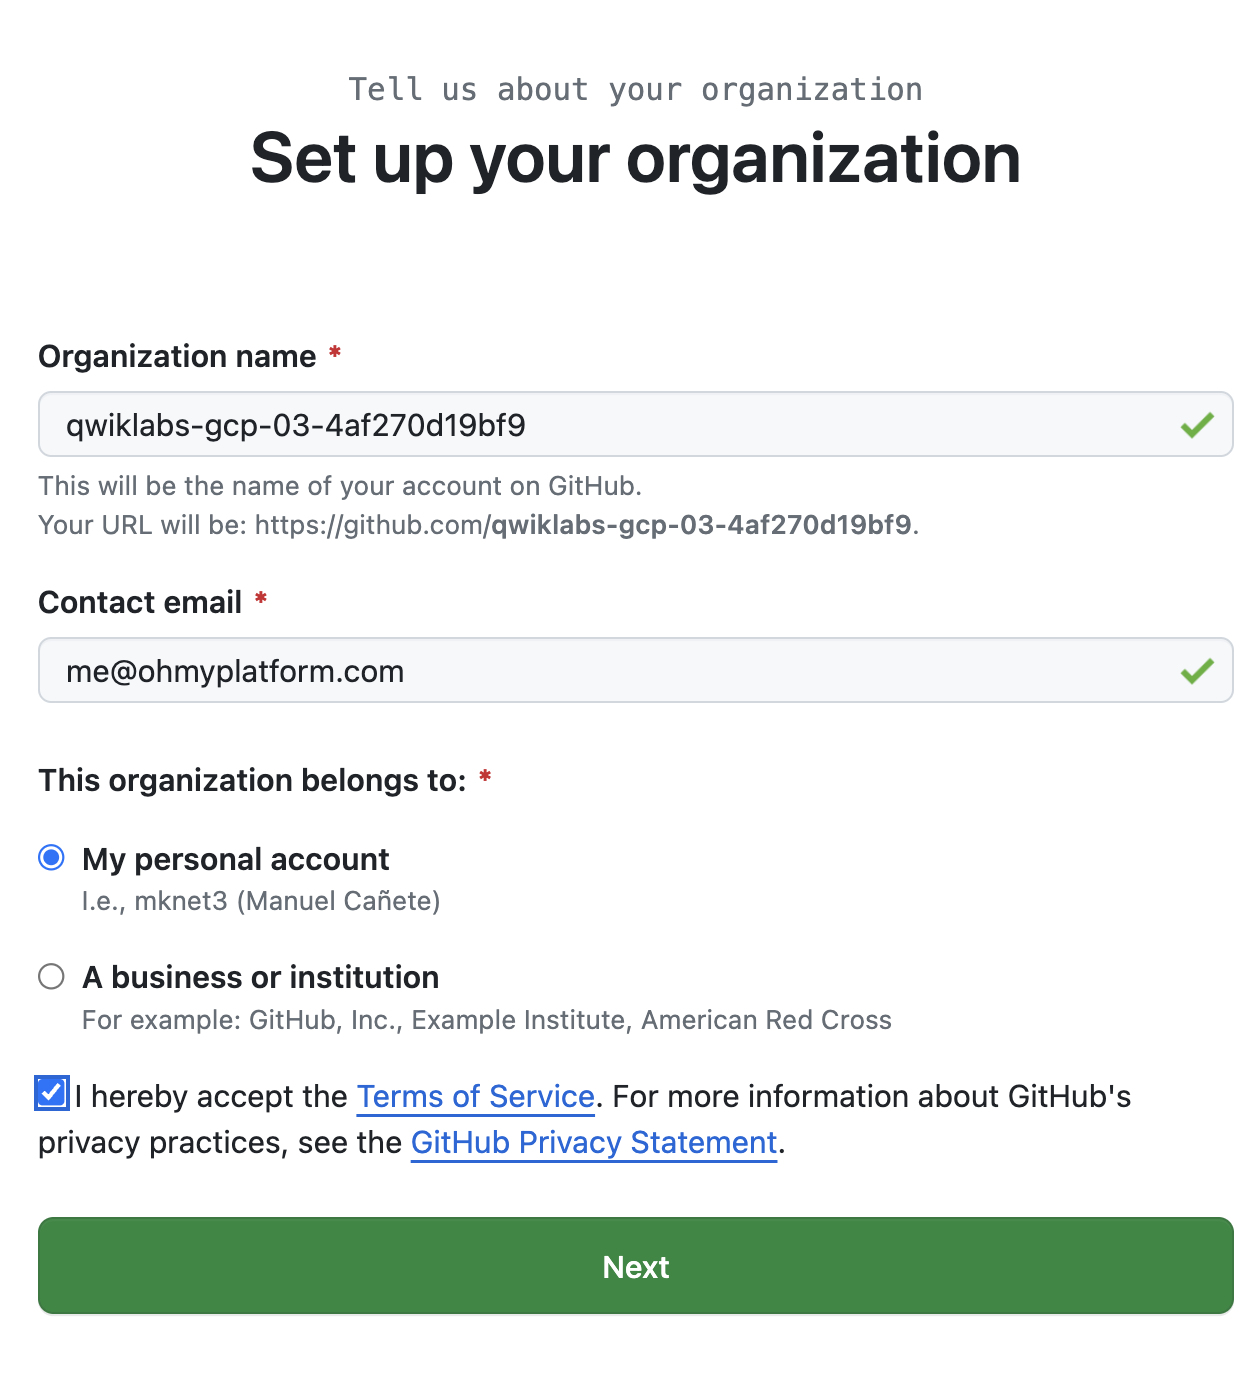 Tell us about your organization
Set up your organization
Organization name *
qwiklabs-gcp-03-4af270d19bf9
This will be the name of your account on GitHub.
Your URL will be: https://github.com/qwiklabs-gcp-03-4af270d19bf9.
Contact email *
me@ohmyplatform.com
This organization belongs to: *
My personal account
I.e., mknet3 (Manuel Cañete)
A business or institution
For example: GitHub, Inc., Example Institute, American Red Cross
I hereby accept the Terms of Service. For more information about GitHub's
privacy practices, see the GitHub Privacy Statement.
Next